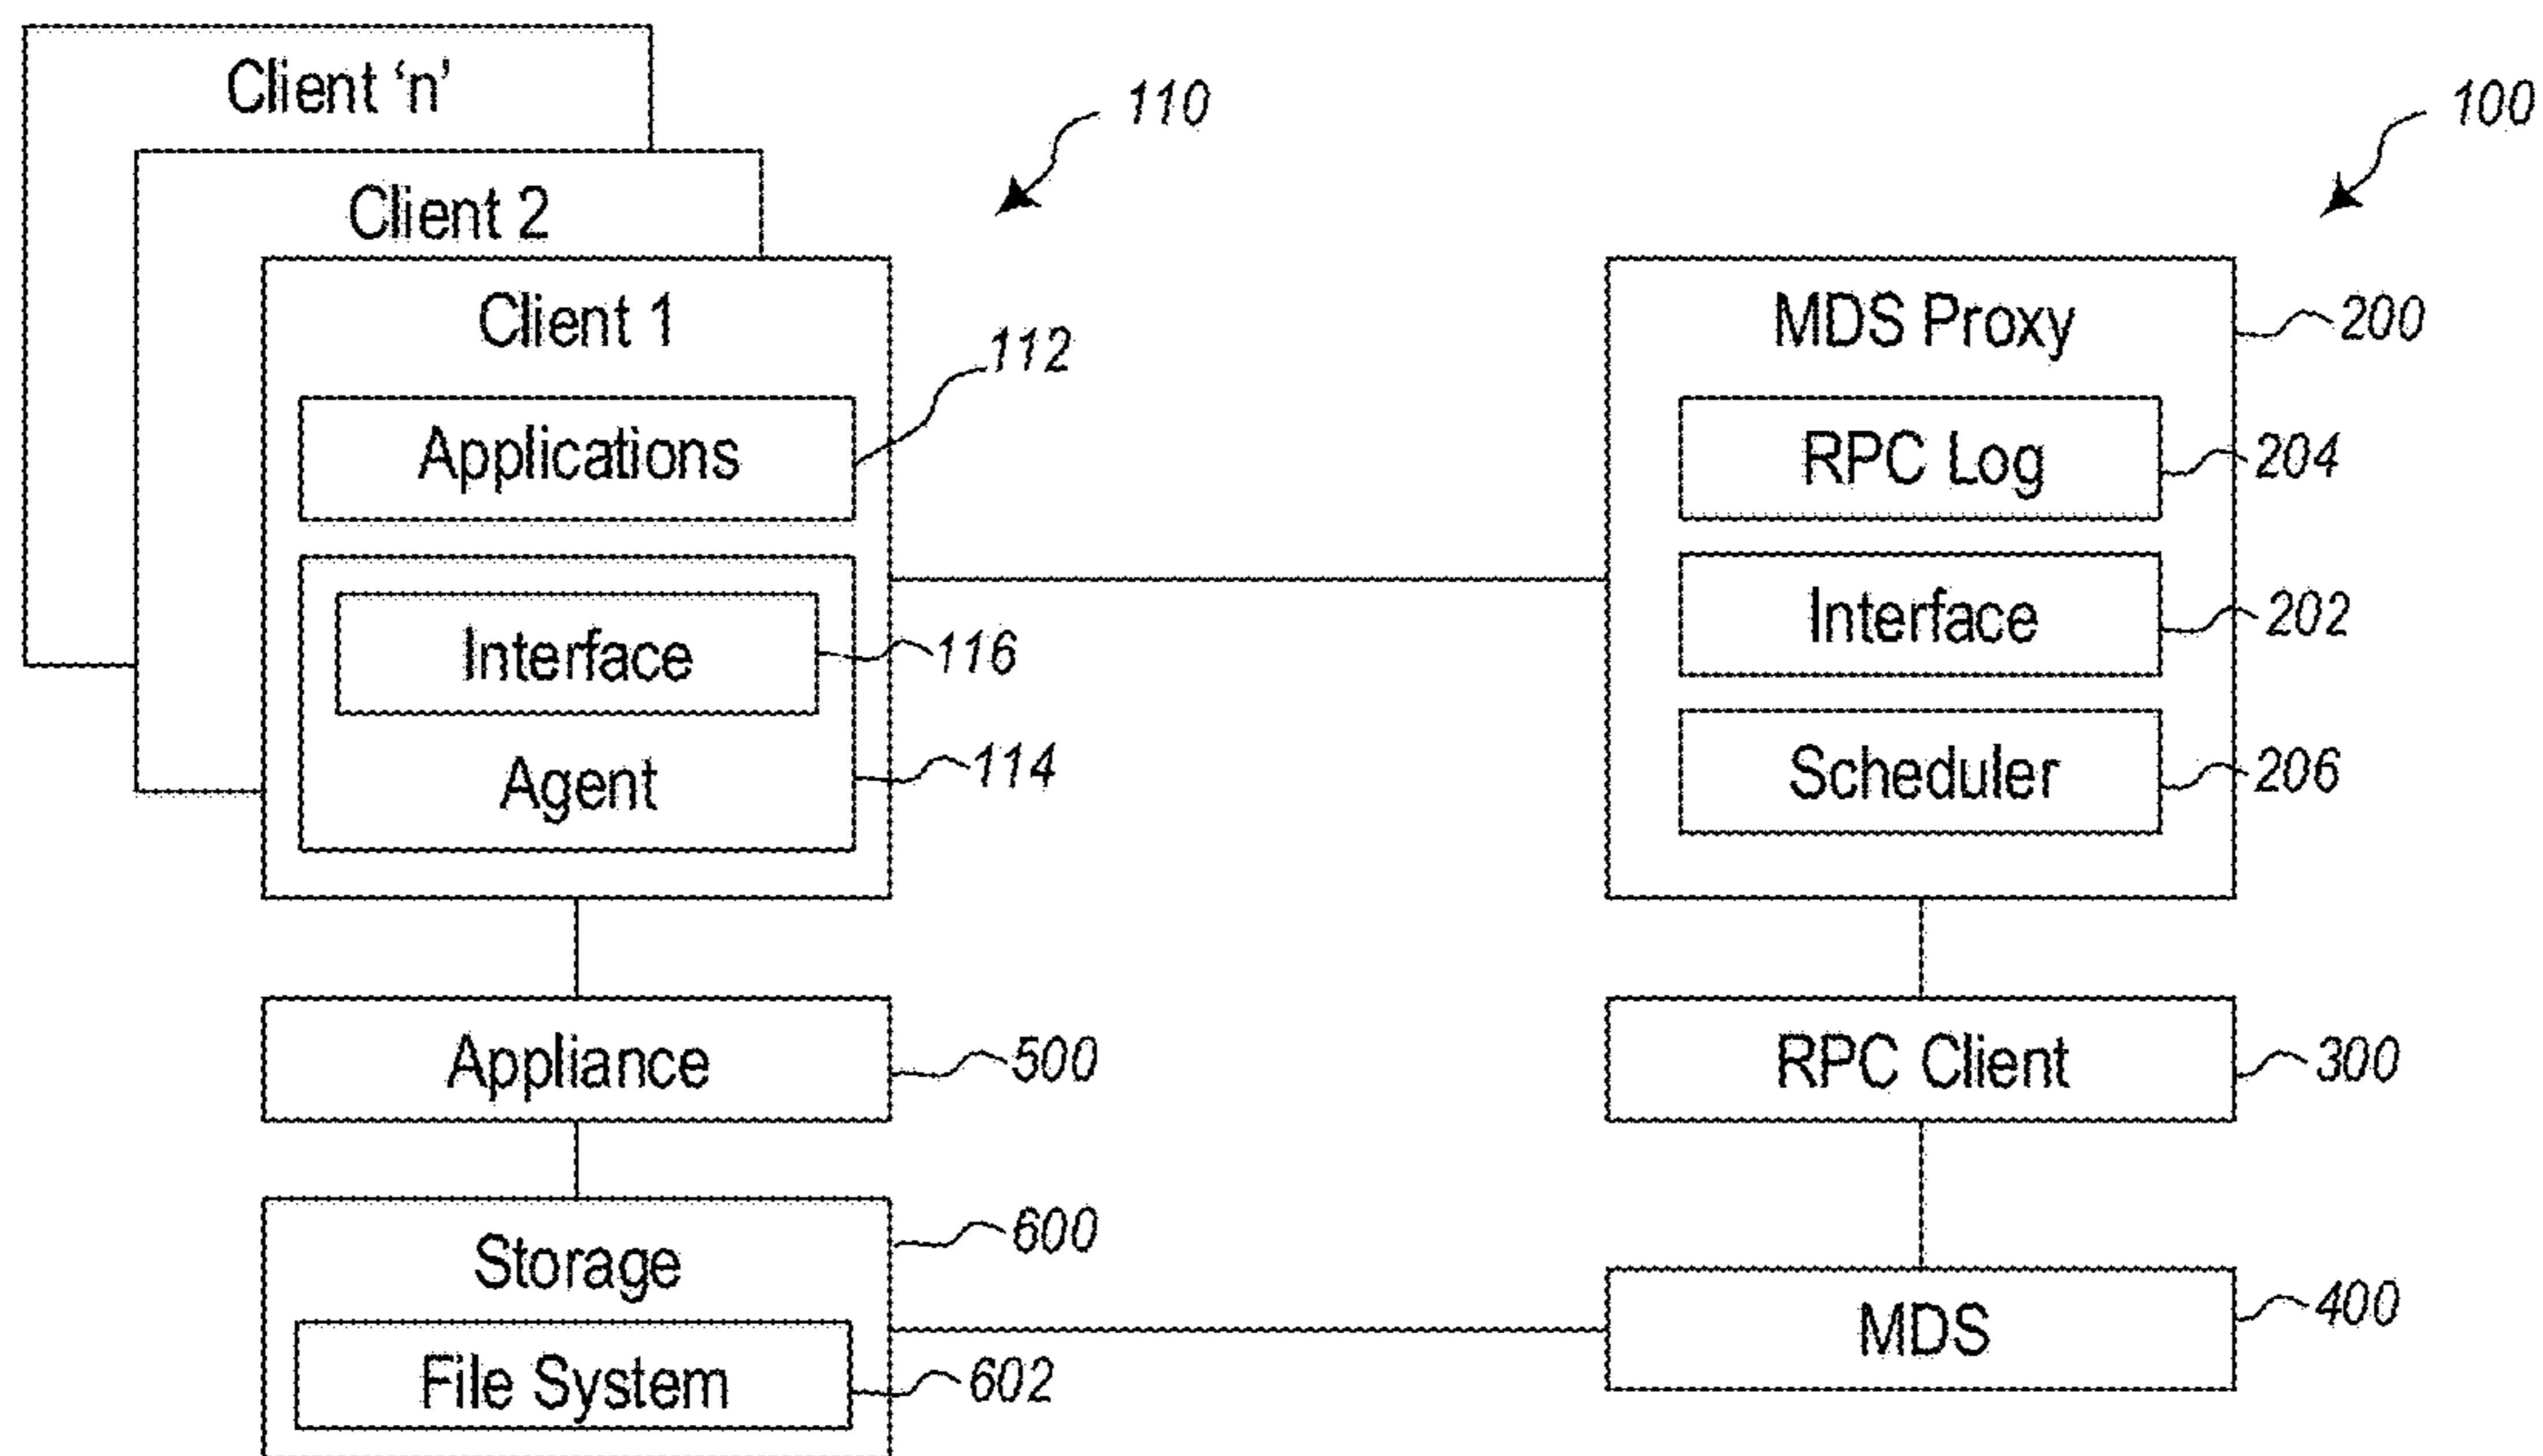 Client ‘n’
110
100
Client 2
Client 1
112
Applications
Interface
116
Agent
114
MDS Proxy
200
RPC Log
204
Interface
202
Scheduler
206
Appliance
500
RPC Client
300
Storage
600
File System
602
MDS
400